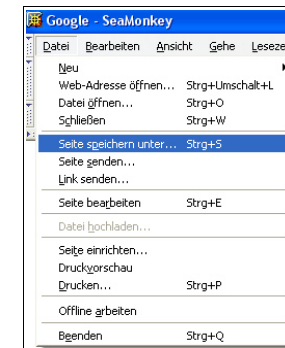 Google - SeaMonkey
Datei Bearbeiten Ansicht Gehe Leseze
Neu
Web-Adresse öffnen... Strg+Umschalt+L
Datei öffnen... Strg+O
Schließen Strg+W
Seite speichern unter... Strg+S
Seite senden...
Link senden...
Seite bearbeiten Strg+E
Datei hochladen...
Seite einrichten...
Druckvorschau
Drucken... Strg+P
Offline arbeiten
Beenden Strg+Q